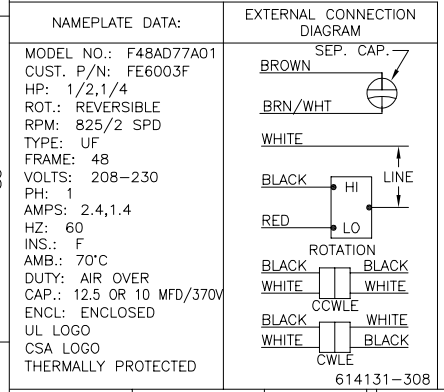 NAMEPLATE DATA:
MODEL NO.: F48AD77A01
CUST. P/N: FE6003F
HP: 1/2,1/4
ROT.: REVERSIBLE
RPM: 825/2 SPD
TYPE: UF
FRAME: 48
VOLTS: 208-230
PH: 1
AMPS: 2.4,1.4
HZ: 60
INS.: F
AMB.: 70°C
DUTY: AIR OVER
CAP.: 12.5 OR 10 MFD/370V
ENCL: ENCLOSED
UL LOGO
CSA LOGO
THERMALLY PROTECTED
EXTERNAL CONNECTION
DIAGRAM
SEP. CAP.
BROWN
BRN/WHT
WHITE
LINE
BLACK
HI
RED
LO
ROTATION
BLACK BLACK
WHITE WHITE
CCWLE
BLACK WHITE
WHITE BLACK
CWLE
614131-308